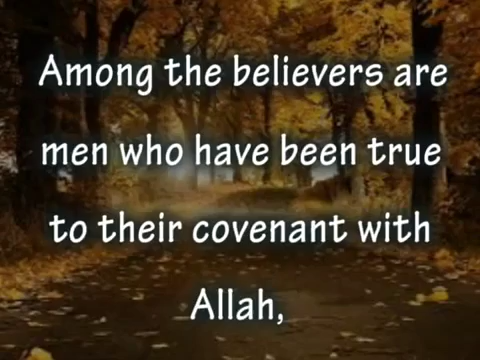 Among the believers are
men who have been true
to their covenant with
Allah,